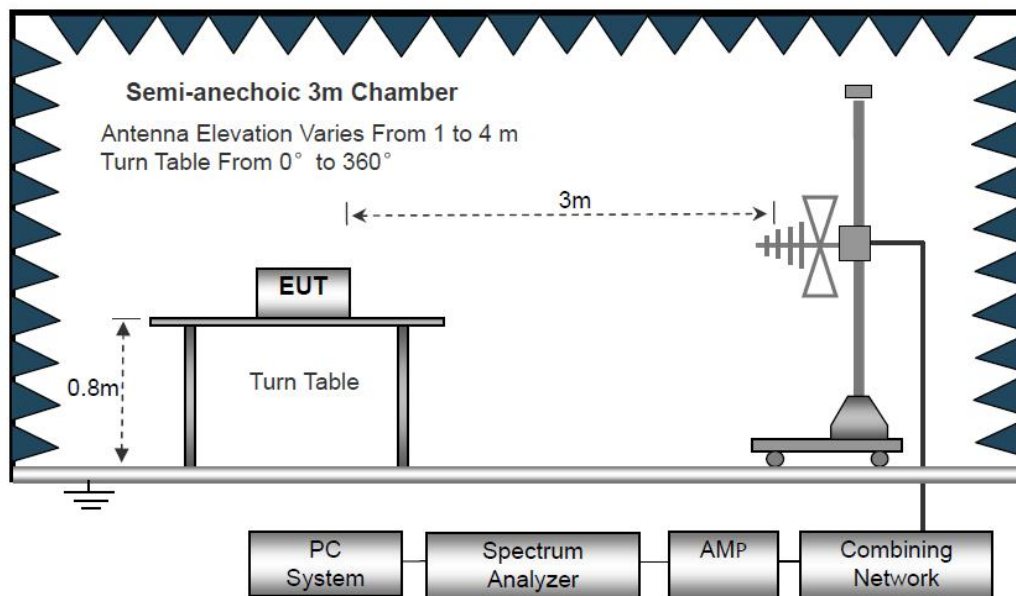 Semi-anechoic 3m Chamber
Antenna Elevation Varies From 1 to 4 m
Turn Table From 0° to 360°
3m
EUT
0.8m
Turn Table
PC
System
Spectrum
Analyzer
AMP
Combining
Network